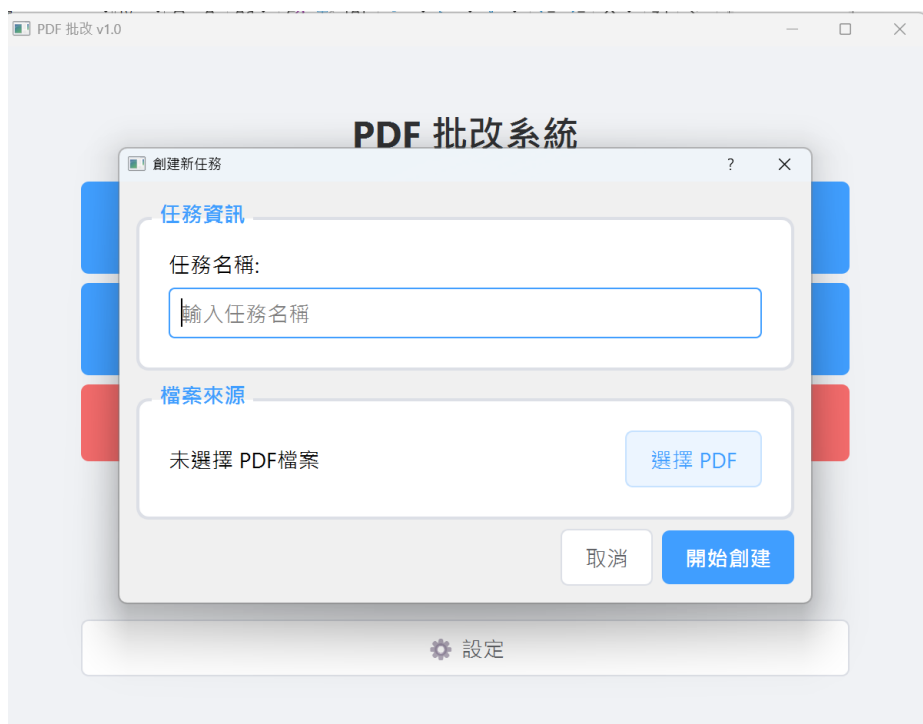 PDF 批改 v1.0
PDF 批改系統
創建新任務
?
任務資訊
任務名稱:
輸入任務名稱
檔案來源
未選擇 PDF檔案
選擇 PDF
取消
開始創建
設定